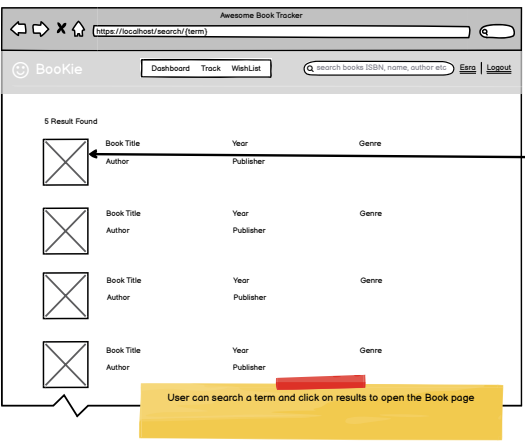 Awesome Book Tracker
https://localhost/search/{term}
BooKie
Dashboard Track WishList
search books ISBN, name, author etc
Esra | Logout
5 Result Found
Book Title Year Genre
Author Publisher
Book Title Year Genre
Author Publisher
Book Title Year Genre
Author Publisher
Book Title Year Genre
Author Publisher
User can search a term and click on results to open the Book page